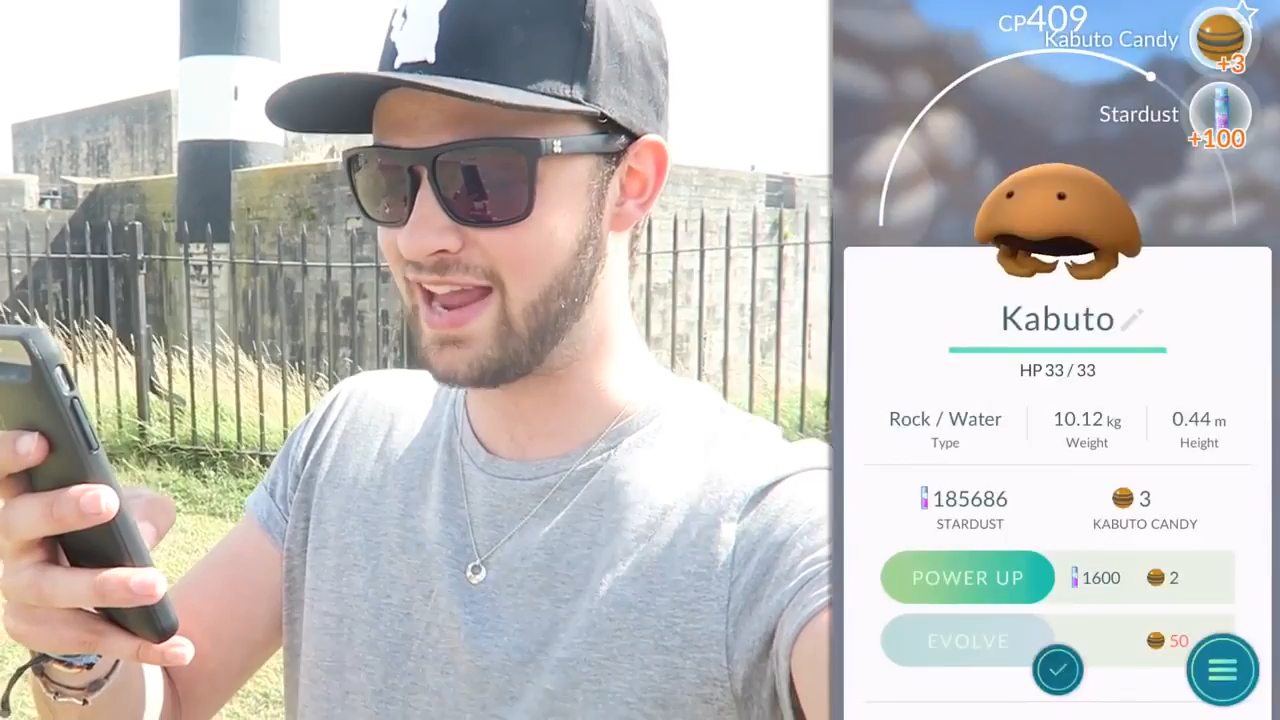 CP409
Kabuto Candy
+3
Stardust
+100
Kabuto
HP 33 / 33
Rock / Water
Type
10.12 kg
Weight
0.44 m
Height
185686
STARDUST
3
KABUTO CANDY
POWER UP
1600
2
EVOLVE
50